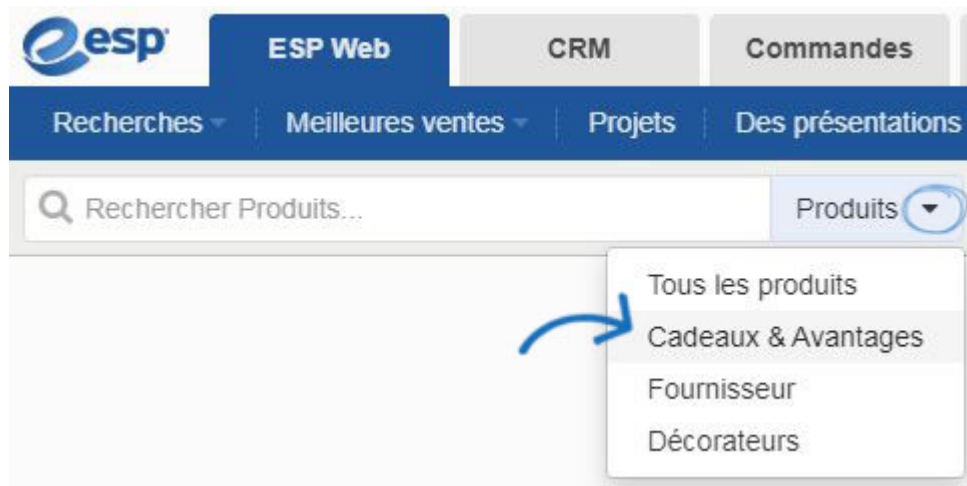 esp
ESP Web
CRM
Commandes
Recherches
Meilleures ventes
Projets
Des présentations
Rechercher Produits...
Produits
Tous les produits
Cadeaux & Avantages
Fournisseur
Décorateurs